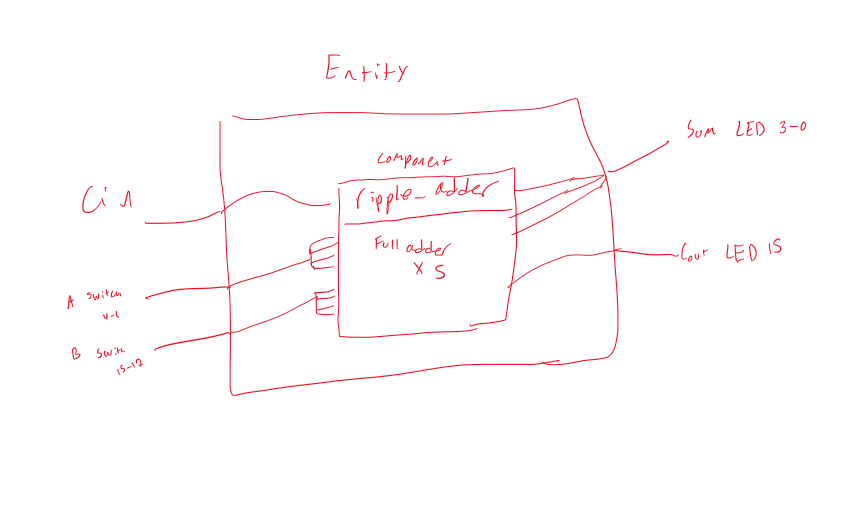 Entity
Sum LED 3-0
component
ripple_adder
Cin
Full adder
x 5
Cout LED 15
A switch
4-1
B switc
15-12